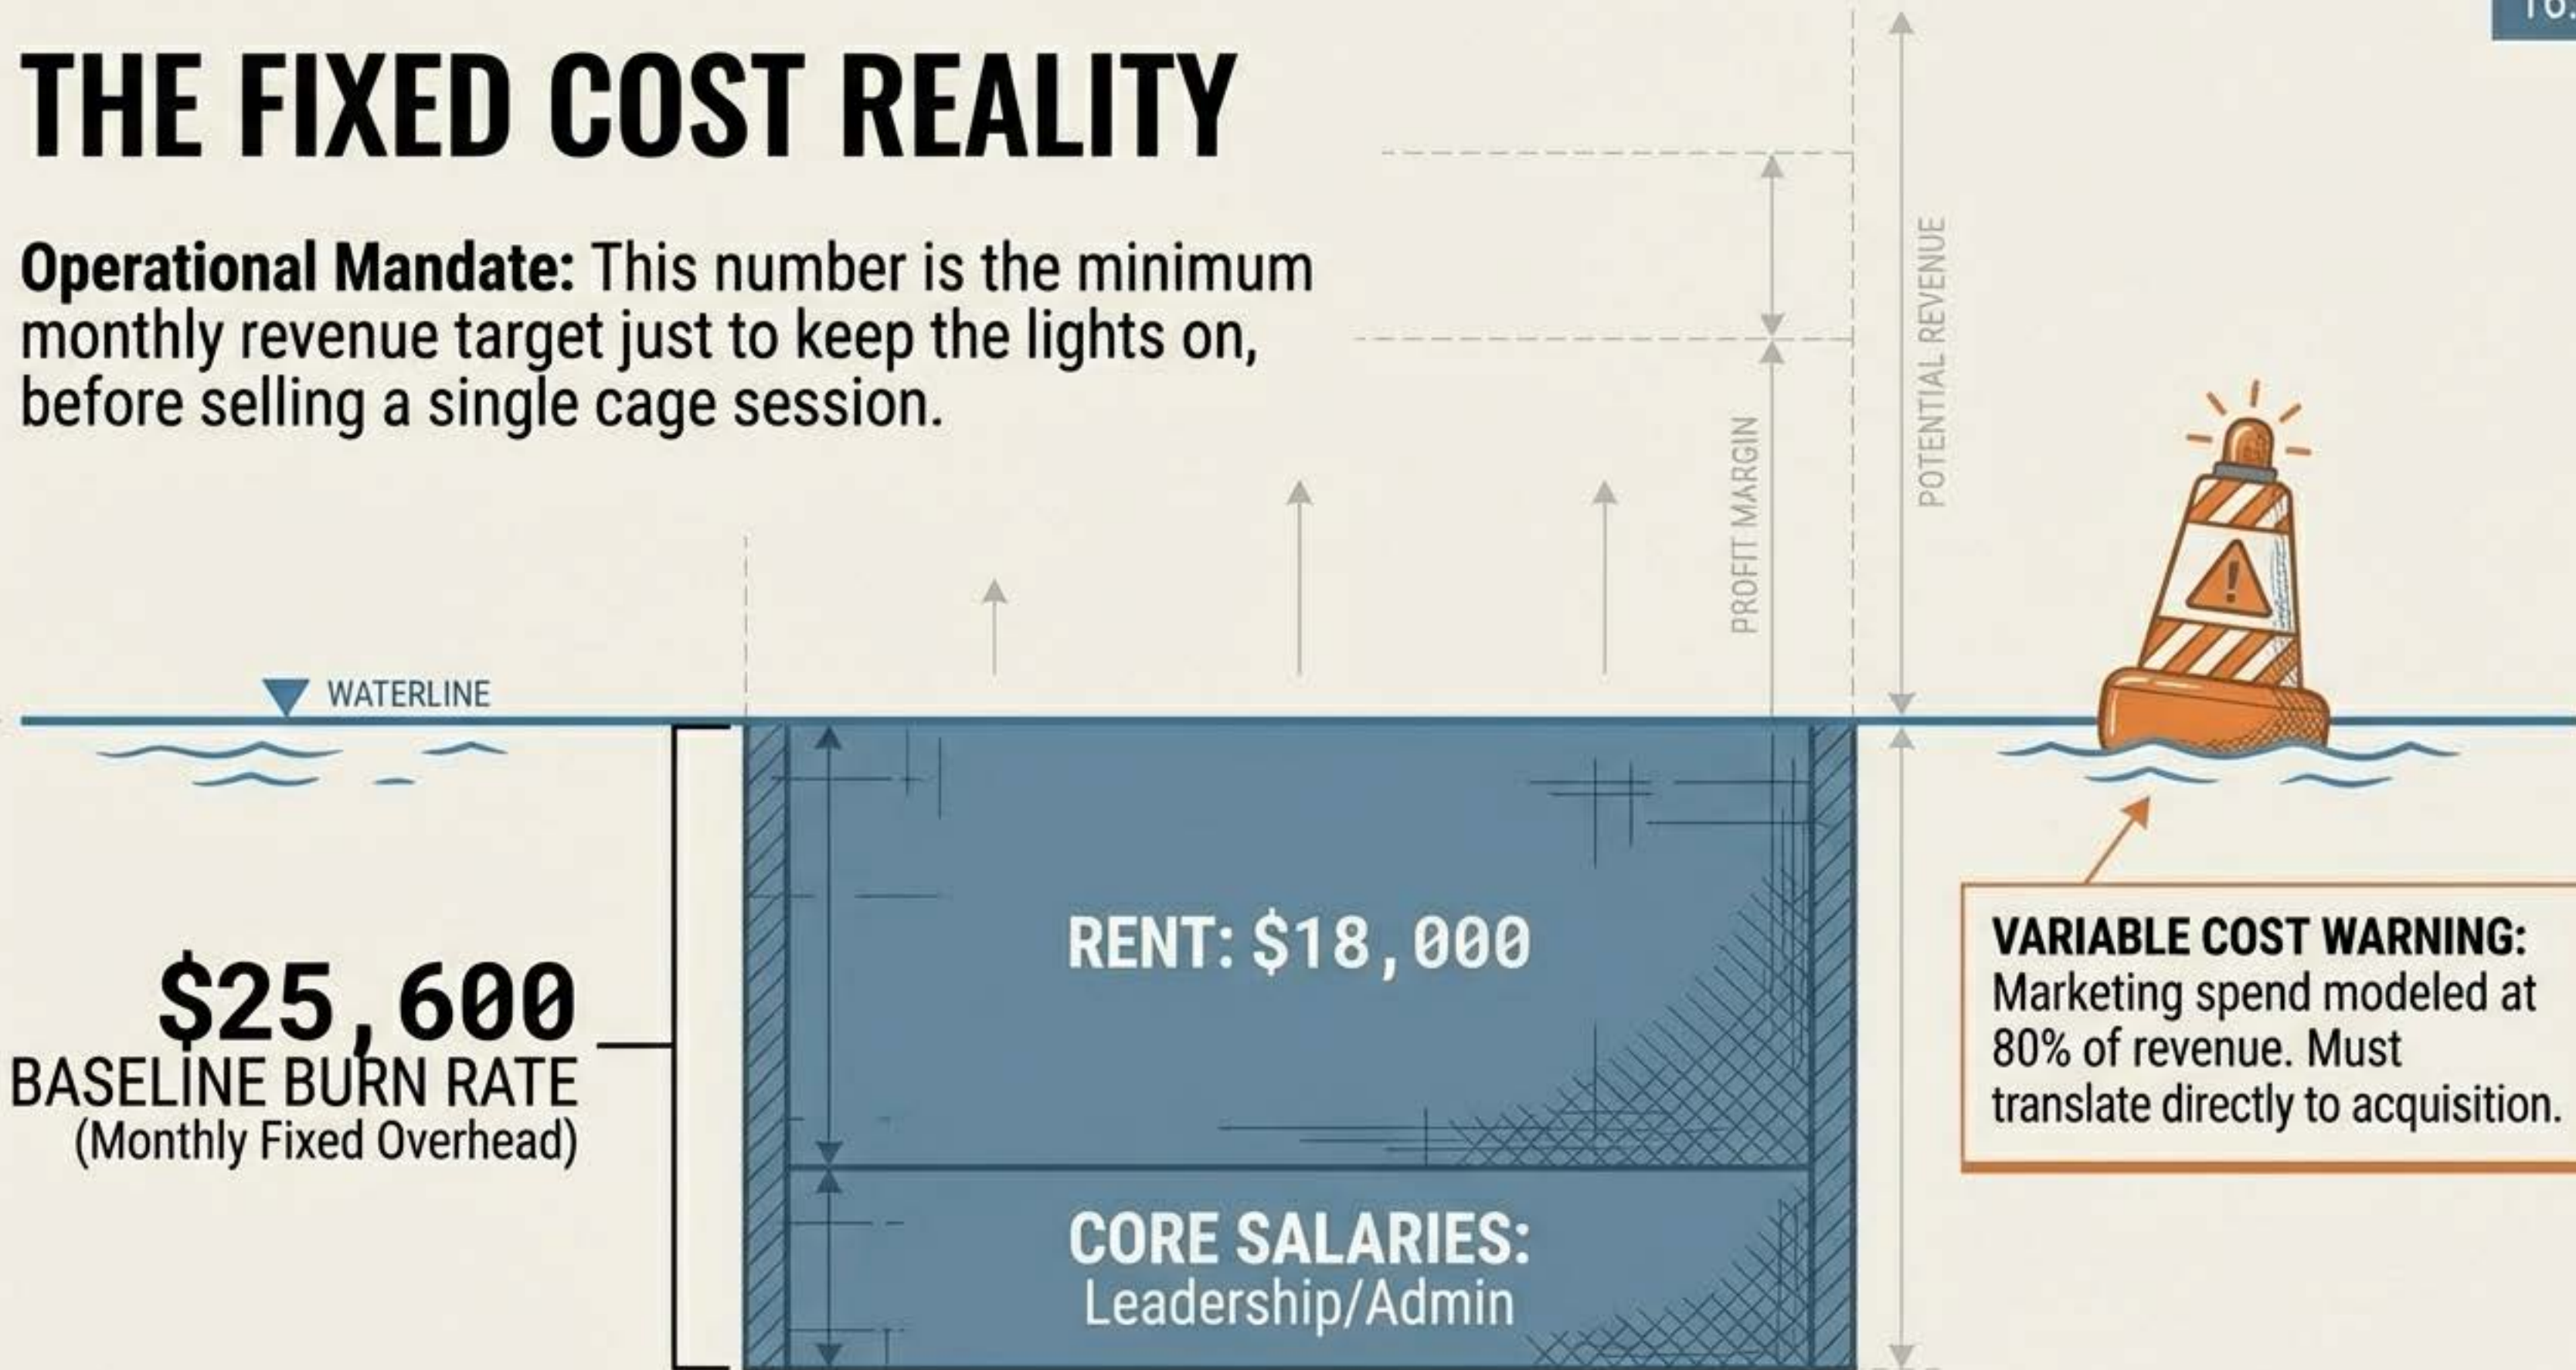 THE FIXED COST REALITY
Operational Mandate: This number is the minimum
monthly revenue target just to keep the lights on,
before selling a single cage session.
POTENTIAL REVENUE
PROFIT MARGIN
WATERLINE
!
$25,600
BASELINE BURN RATE
(Monthly Fixed Overhead)
RENT: $18,000
CORE SALARIES:
Leadership/Admin
VARIABLE COST WARNING:
Marketing spend modeled at
80% of revenue. Must
translate directly to acquisition.